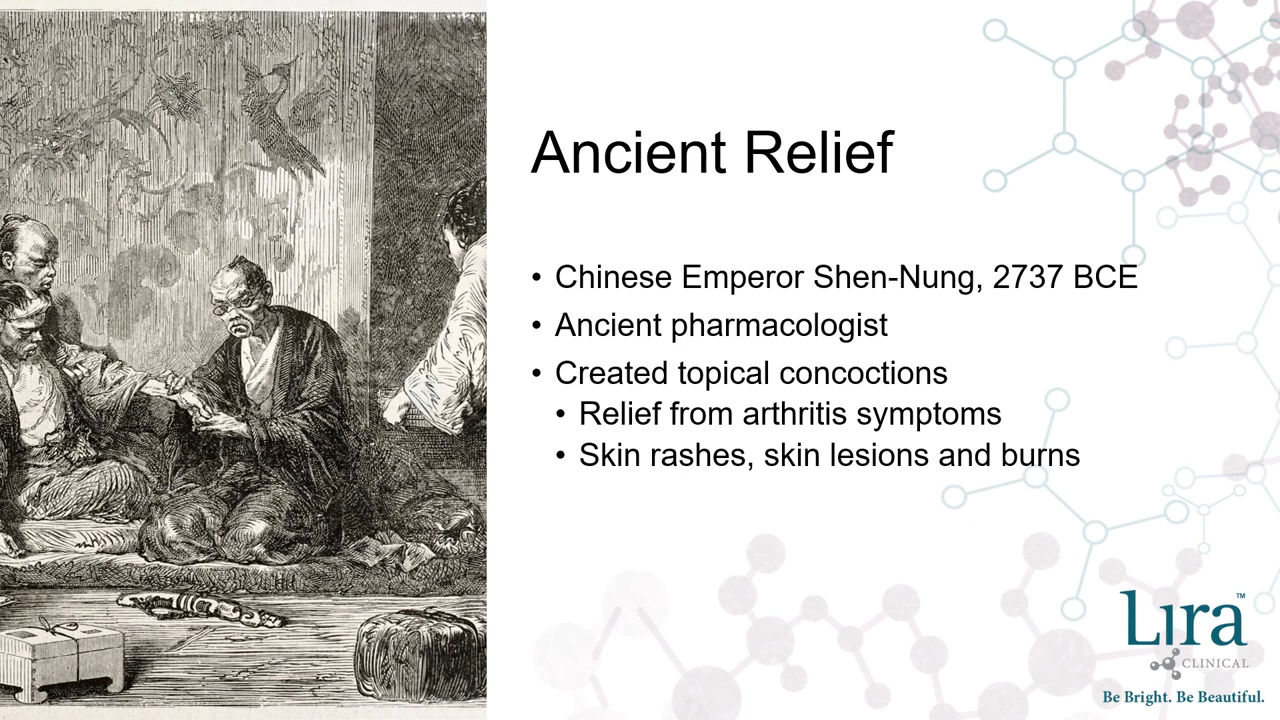 Ancient Relief
• Chinese Emperor Shen-Nung, 2737 BCE
• Ancient pharmacologist
• Created topical concoctions
• Relief from arthritis symptoms
• Skin rashes, skin lesions and burns
Lira™
CLINICAL
Be Bright. Be Beautiful.